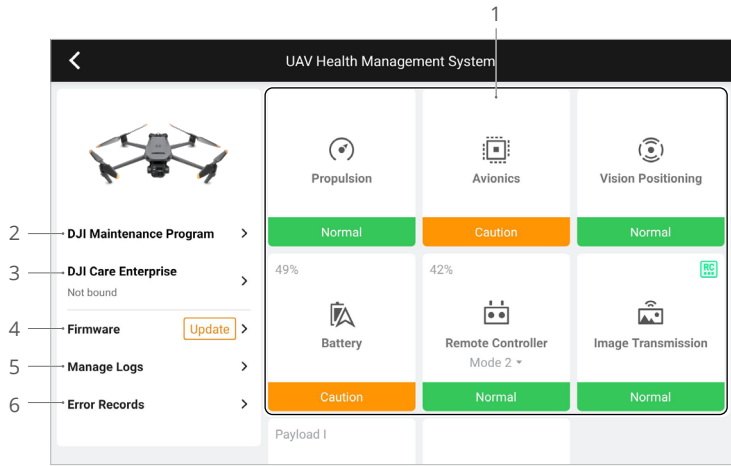 1
UAV Health Management System
Propulsion
Normal
Avionics
Caution
Vision Positioning
Normal
2
DJI Maintenance Program
3
DJI Care Enterprise
Not bound
4
Firmware
Update
5
Manage Logs
6
Error Records
49%
Battery
Caution
42%
Remote Controller
Mode 2
Normal
RC
Image Transmission
Normal
Payload I